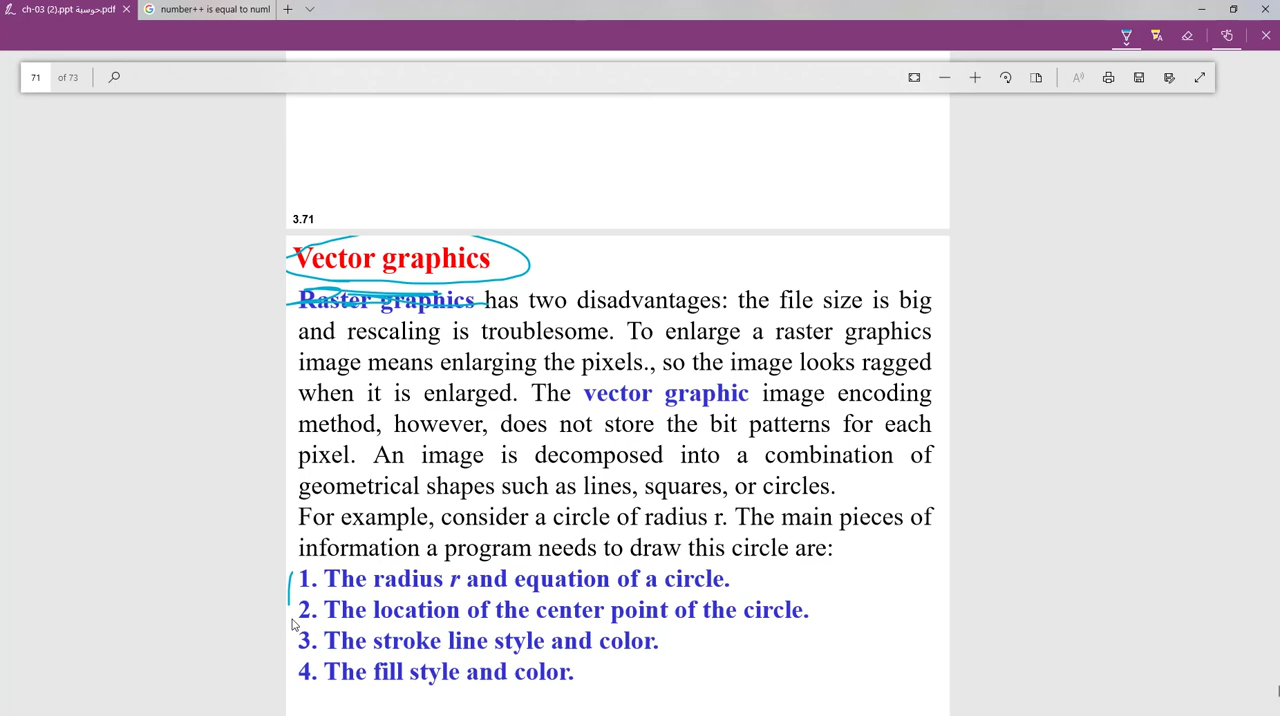 ch-03 (2).ppt حوسبة.pdf
number++ is equal to numl
71 of 73
3.71
Vector graphics
Raster graphics has two disadvantages: the file size is big
and rescaling is troublesome. To enlarge a raster graphics
image means enlarging the pixels., so the image looks ragged
when it is enlarged. The vector graphic image encoding
method, however, does not store the bit patterns for each
pixel. An image is decomposed into a combination of
geometrical shapes such as lines, squares, or circles.
For example, consider a circle of radius r. The main pieces of
information a program needs to draw this circle are:
1. The radius r and equation of a circle.
2. The location of the center point of the circle.
3. The stroke line style and color.
4. The fill style and color.